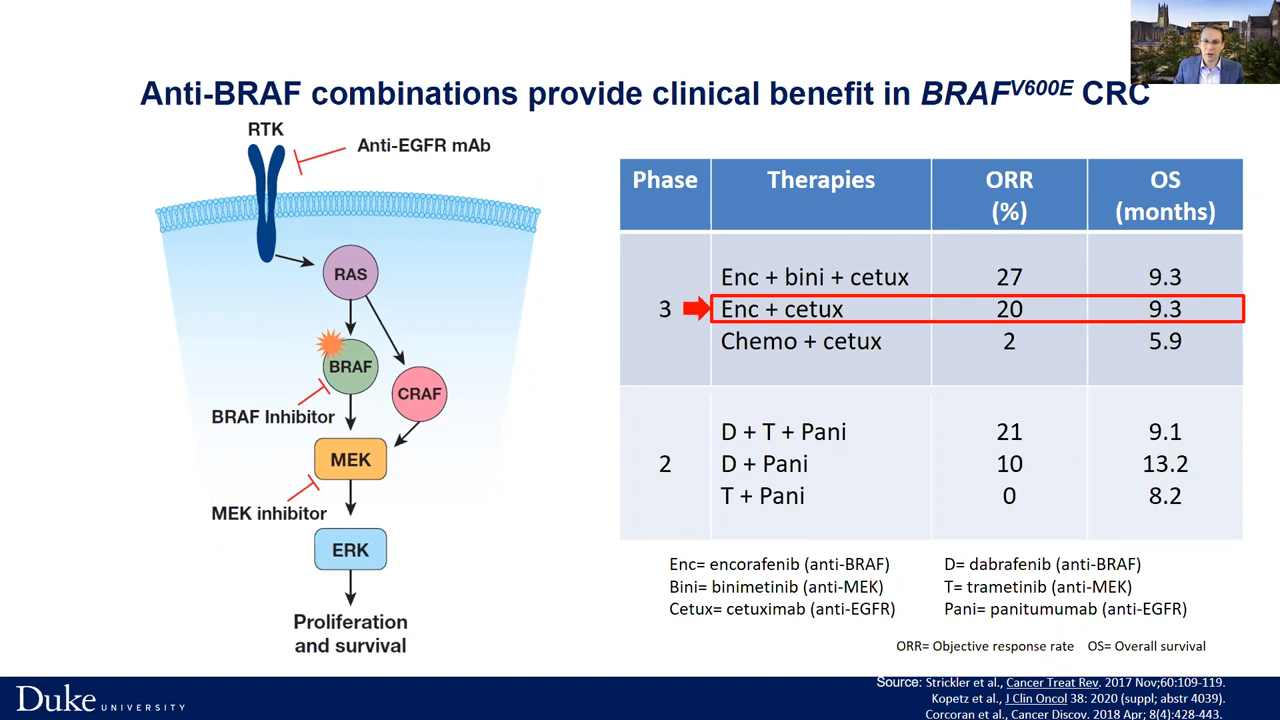 Anti-BRAF combinations provide clinical benefit in BRAFV600E CRC
RTK
Anti-EGFR mAb
RAS
BRAF
CRAF
BRAF Inhibitor
MEK
MEK inhibitor
ERK
Proliferation
and survival
Phase Therapies ORR (%) OS (months)
3
Enc + bini + cetux 27 9.3
Enc + cetux 20 9.3
Chemo + cetux 2 5.9
2
D + T + Pani 21 9.1
D + Pani 10 13.2
T + Pani 0 8.2
Enc= encorafenib (anti-BRAF) D= dabrafenib (anti-BRAF)
Bini= binimetinib (anti-MEK) T= trametinib (anti-MEK)
Cetux= cetuximab (anti-EGFR) Pani= panitumumab (anti-EGFR)
ORR= Objective response rate OS= Overall survival
Duke UNIVERSITY
Source: Strickler et al., Cancer Treat Rev. 2017 Nov;60:109-119.
Kopetz et al., J Clin Oncol 38: 2020 (suppl; abstr 4039).
Corcoran et al., Cancer Discov. 2018 Apr; 8(4):428-443.